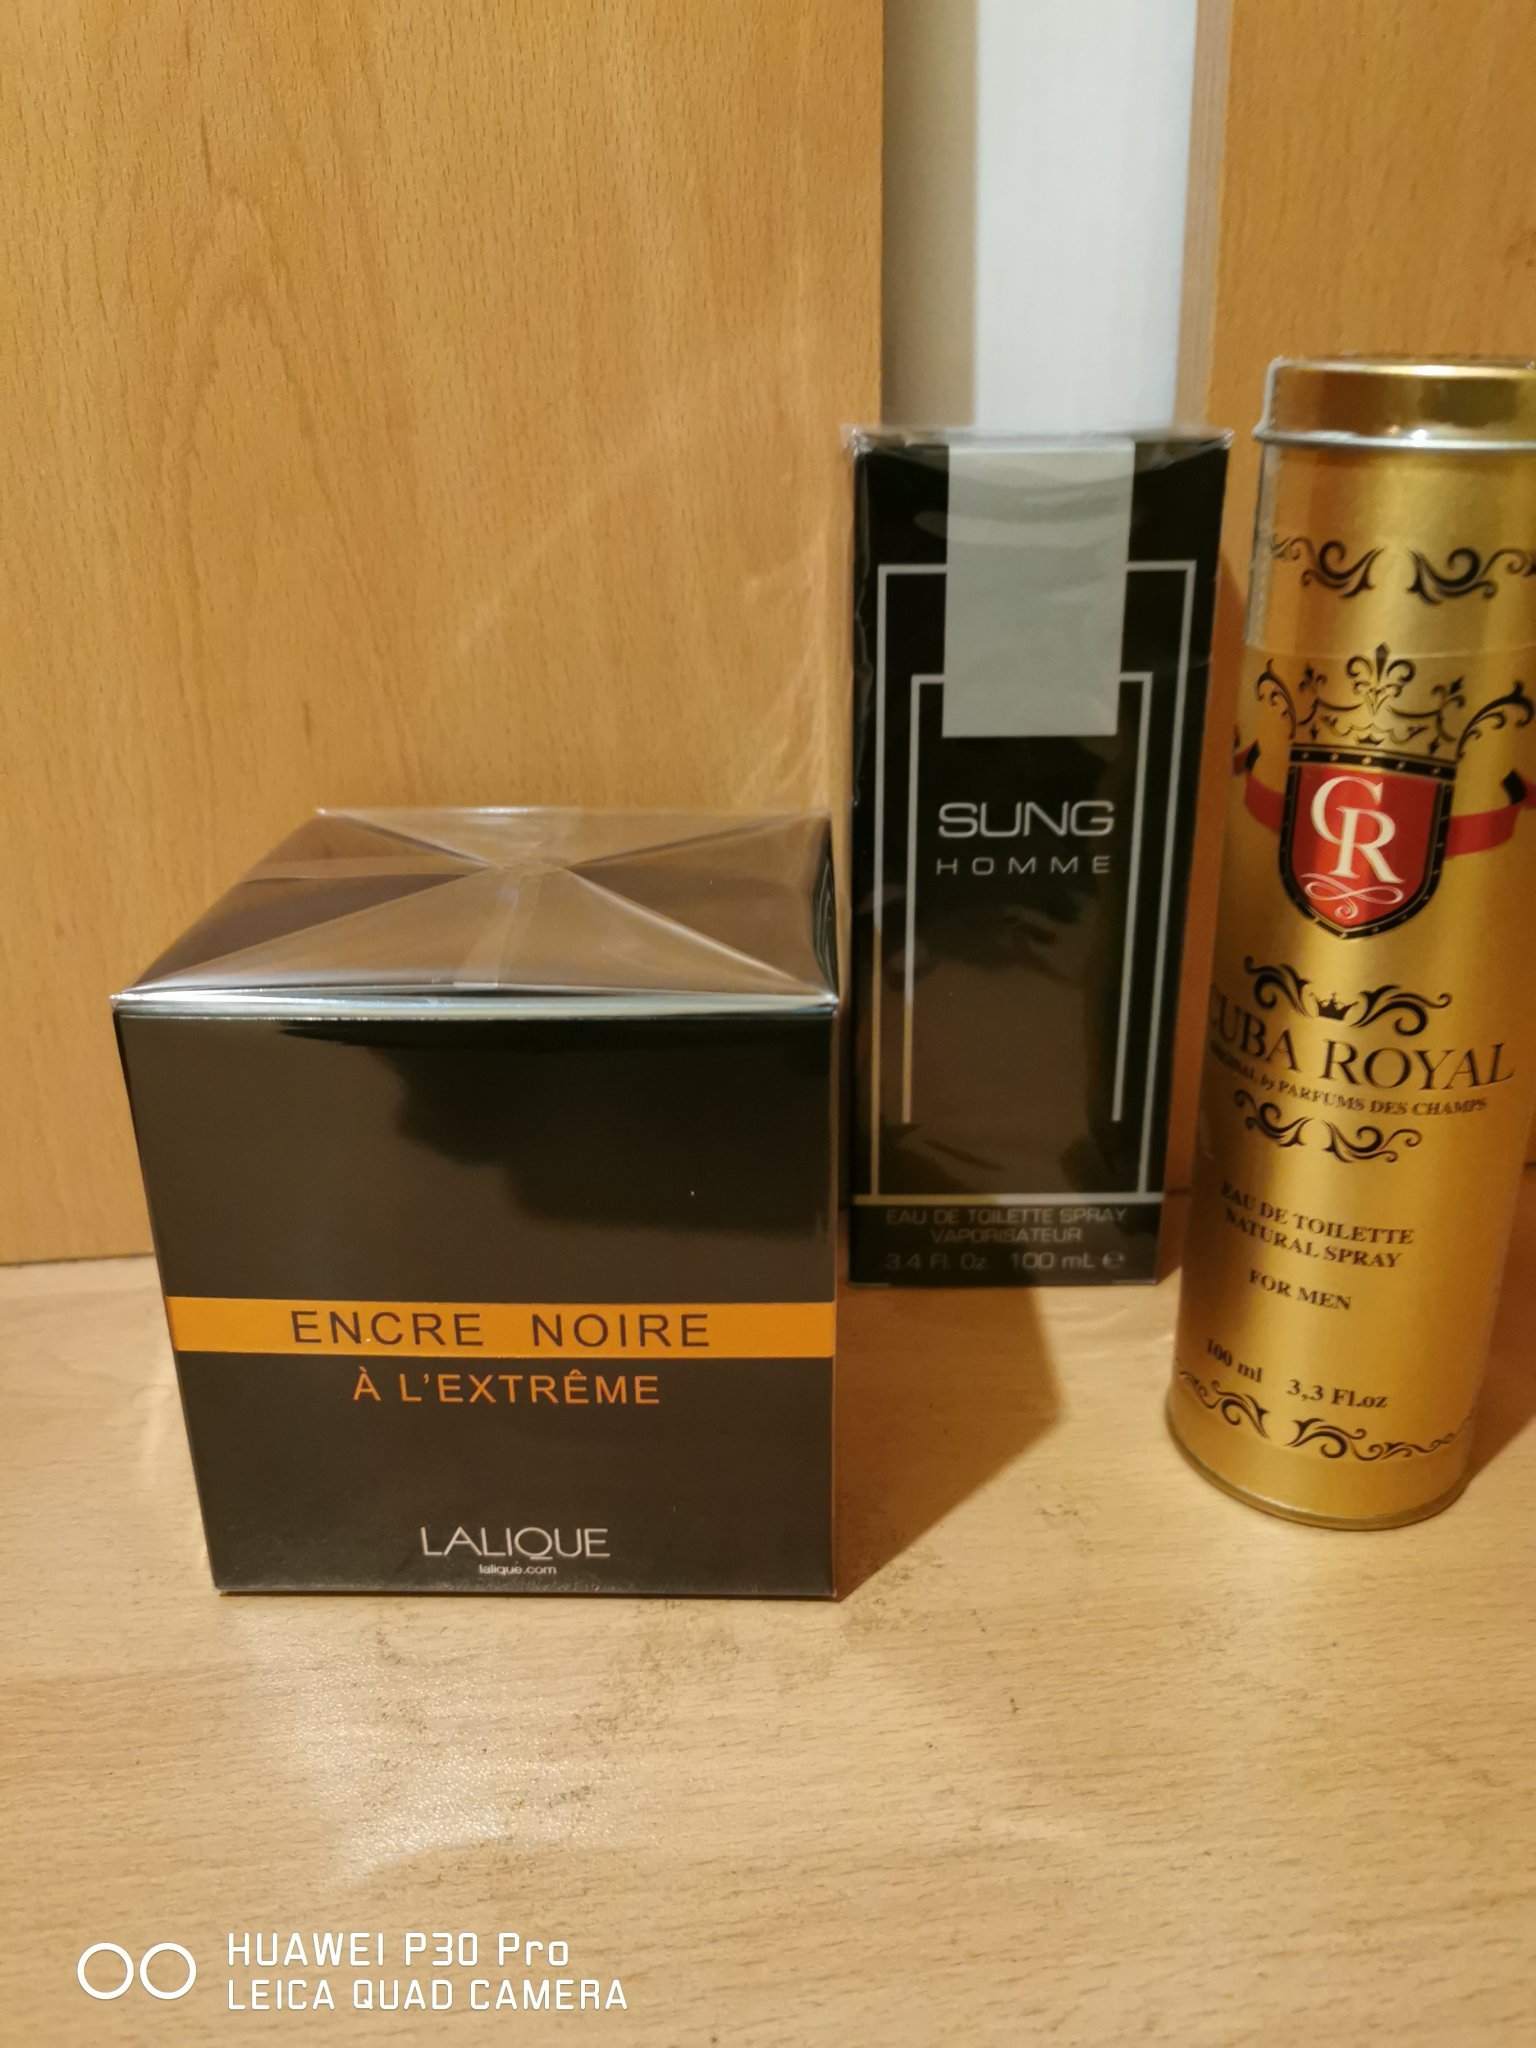 ENCRE NOIRE
À L'EXTRÊME
LALIQUE
lalique.com
SUNG
HOMME
EAU DE TOILETTE SPRAY
VAPORISATEUR
3.4 Fl. Oz. 100 mL e
CR
CUBA ROYAL
ORIGINAL by PARFUMS DES CHAMPS
EAU DE TOILETTE
NATURAL SPRAY
FOR MEN
100 ml 3,3 Fl.oz
HUAWEI P30 Pro
LEICA QUAD CAMERA